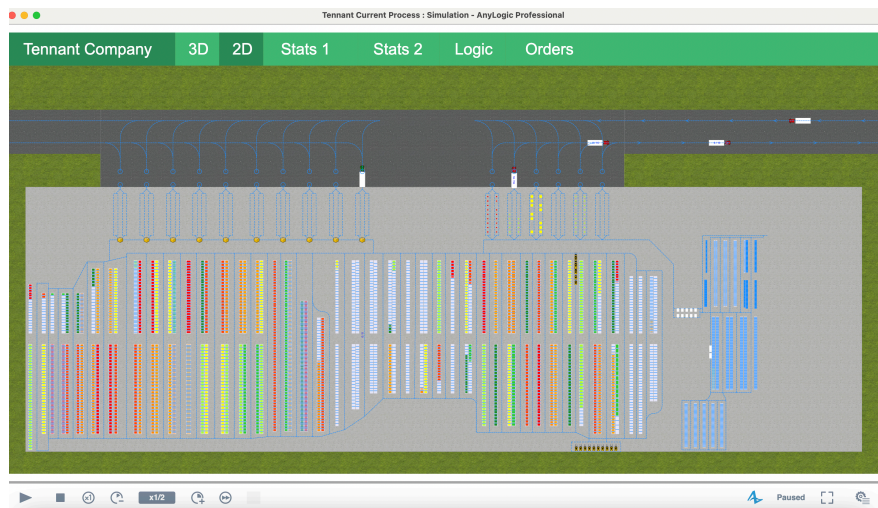 Tennant Current Process : Simulation - AnyLogic Professional
Tennant Company 3D 2D Stats 1 Stats 2 Logic Orders
x1 x1/2 Paused